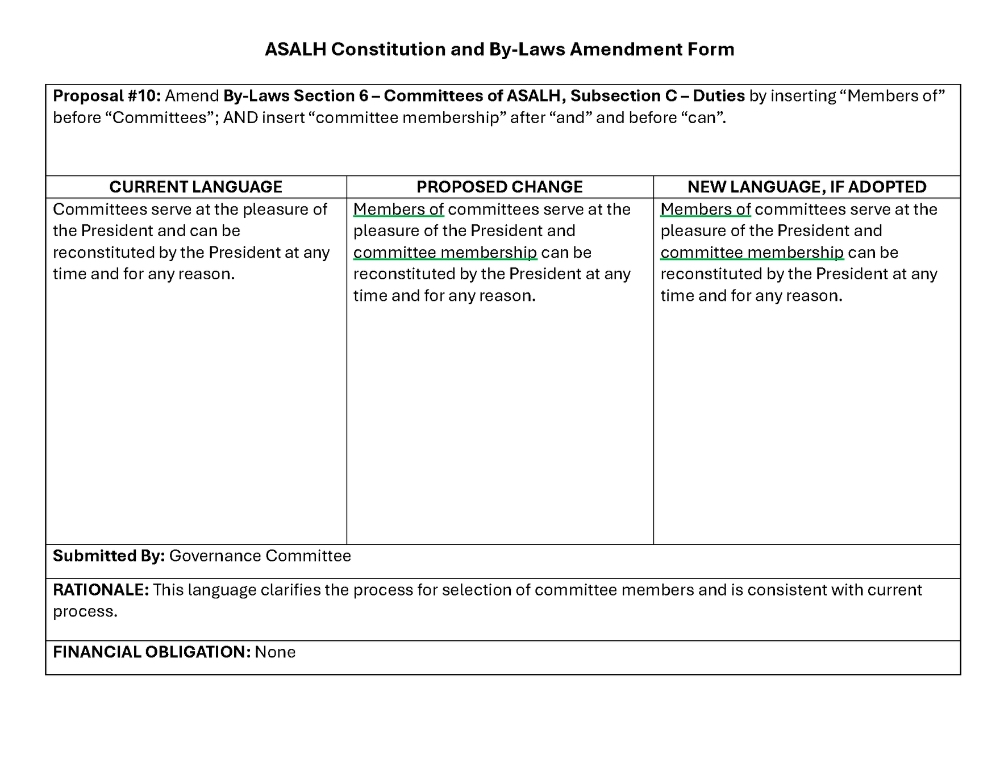 ASALH Constitution and By-Laws Amendment Form
Proposal #10: Amend By-Laws Section 6 – Committees of ASALH, Subsection C – Duties by inserting “Members of”
before “Committees”; AND insert “committee membership” after “and” and before “can”.
CURRENT LANGUAGE
Committees serve at the pleasure of
the President and can be
reconstituted by the President at any
time and for any reason.
PROPOSED CHANGE
Members of committees serve at the
pleasure of the President and
committee membership can be
reconstituted by the President at any
time and for any reason.
NEW LANGUAGE, IF ADOPTED
Members of committees serve at the
pleasure of the President and
committee membership can be
reconstituted by the President at any
time and for any reason.
Submitted By: Governance Committee
RATIONALE: This language clarifies the process for selection of committee members and is consistent with current
process.
FINANCIAL OBLIGATION: None